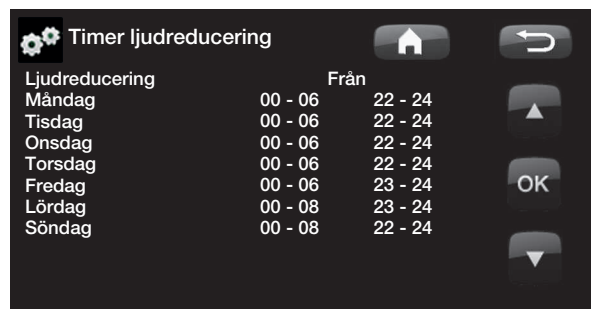 Timer ljudreducering
Ljudreducering Från
Måndag 00 - 06 22 - 24
Tisdag 00 - 06 22 - 24
Onsdag 00 - 06 22 - 24
Torsdag 00 - 06 22 - 24
Fredag 00 - 06 23 - 24
OK
Lördag 00 - 08 23 - 24
Söndag 00 - 08 22 - 24